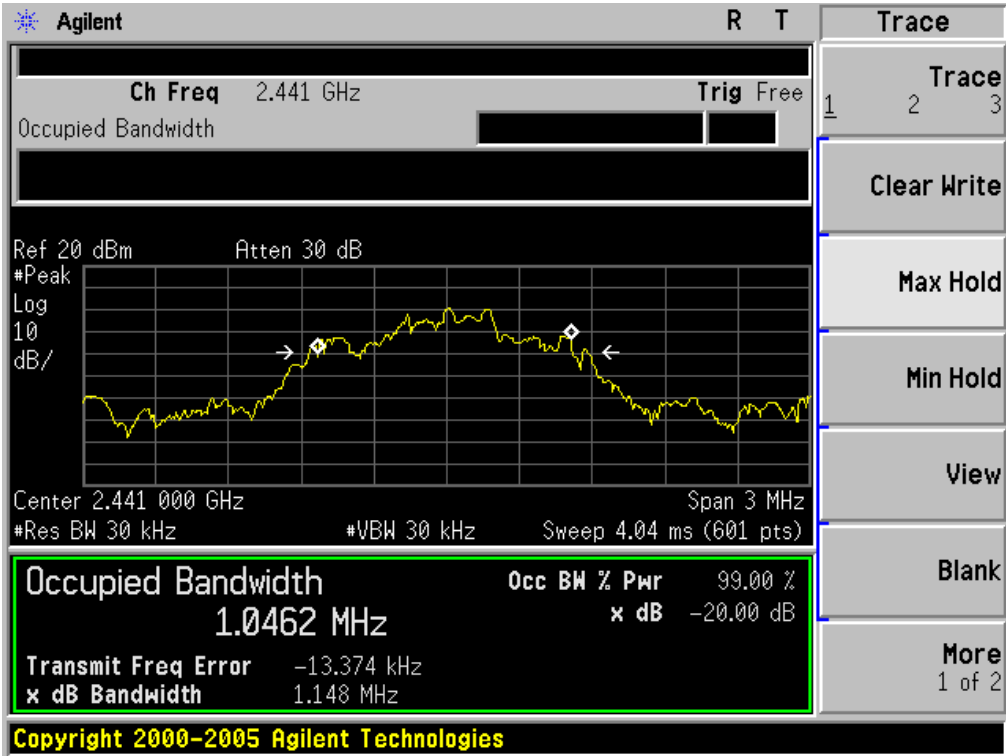 Agilent R T
Ch Freq 2.441 GHz Trig Free
Occupied Bandwidth
Ref 20 dBm Atten 30 dB
#Peak
Log
10
dB/
Center 2.441 000 GHz Span 3 MHz
#Res BW 30 kHz #VBW 30 kHz Sweep 4.04 ms (601 pts)
Occupied Bandwidth
1.0462 MHz
Occ BW % Pwr 99.00 %
x dB -20.00 dB
Transmit Freq Error -13.374 kHz
x dB Bandwidth 1.148 MHz
Copyright 2000-2005 Agilent Technologies
Trace
Trace
1 2 3
Clear Write
Max Hold
Min Hold
View
Blank
More
1 of 2